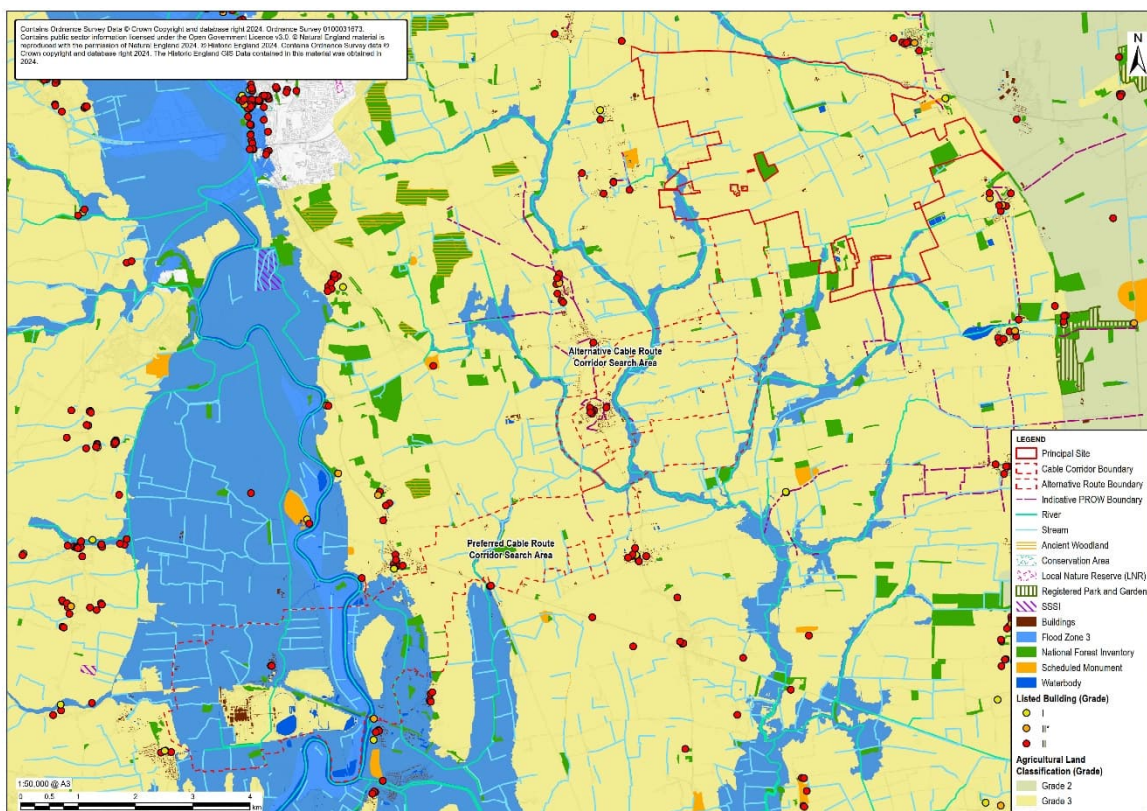 Contains Ordnance Survey Data © Crown Copyright and database right 2024. Ordnance Survey 0100031673.
Contains public sector information licensed under the Open Government Licence v3.0. © Natural England material is
reproduced with the permission of Natural England 2024. © Historic England 2024. Contains Ordnance Survey data ©
Crown copyright and database right 2024. The Historic England GIS Data contained in this material was obtained in
2024.
N
Alternative Cable Route
Corridor Search Area
Preferred Cable Route
Corridor Search Area
LEGEND
Principal Site
Cable Corridor Boundary
Alternative Route Boundary
Indicative PROW Boundary
River
Stream
Ancient Woodland
Conservation Area
Local Nature Reserve (LNR)
Registered Park and Garden
SSSI
Buildings
Flood Zone 3
National Forest Inventory
Scheduled Monument
Waterbody
Listed Building (Grade)
I
II*
II
Agricultural Land
Classification (Grade)
Grade 2
Grade 3
1:50,000 @ A3
0 1 2 4
km